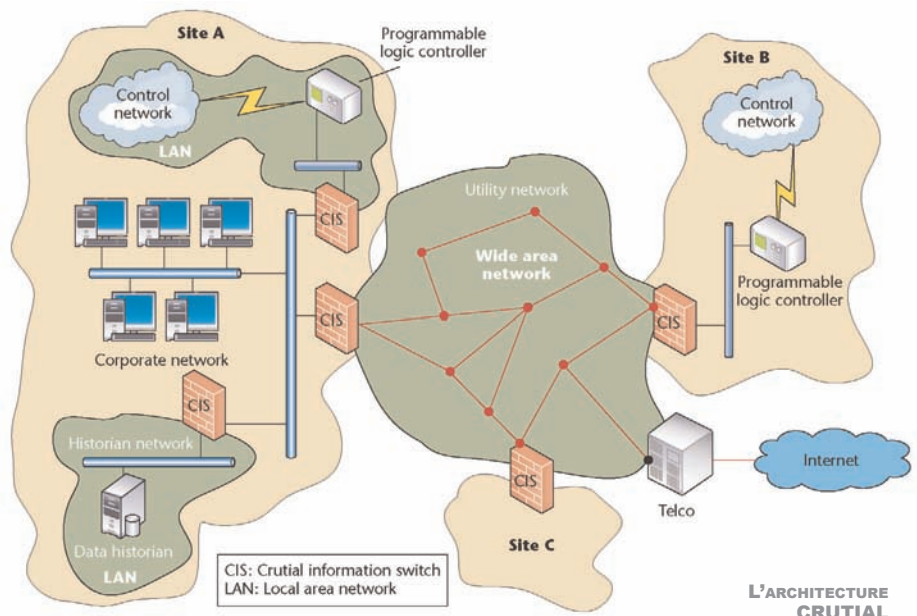 Site A
Programmable
logic controller
Control
network
LAN
CIS
Corporate network
CIS
CIS
Historian network
Data historian
LAN
CIS: Crutial information switch
LAN: Local area network
Utility network
Wide area
network
Site B
Control
network
Programmable
logic controller
CIS
CIS
Site C
Telco
Internet
L'ARCHITECTURE
CRUTIAL